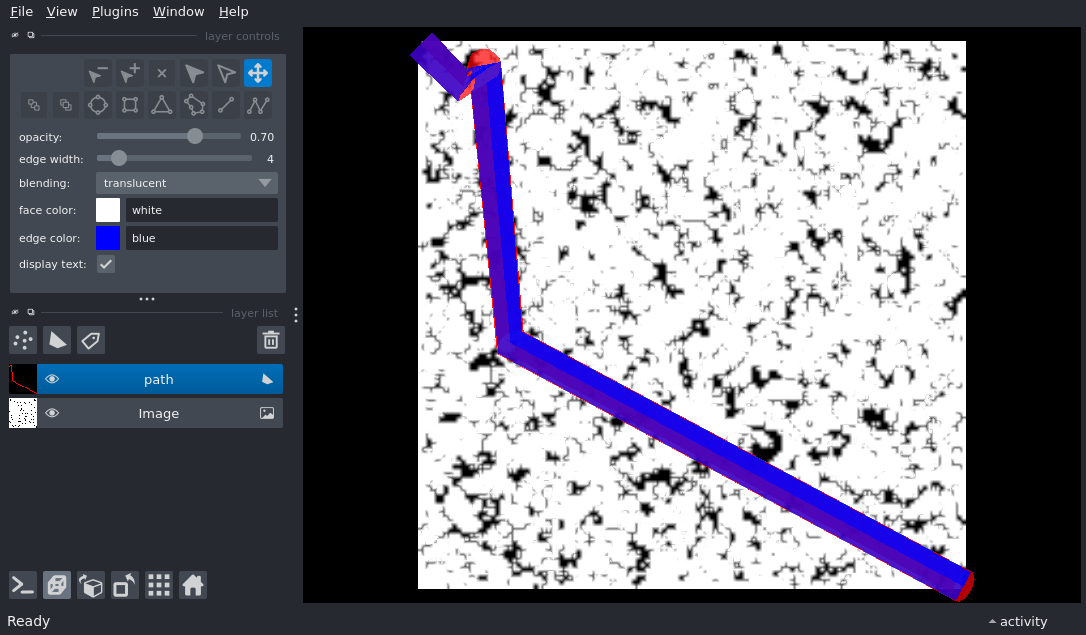 File View Plugins Window Help
layer controls
opacity: 0.70
edge width: 4
blending: translucent
face color: white
edge color: blue
display text:
layer list
path
Image
Ready
activity